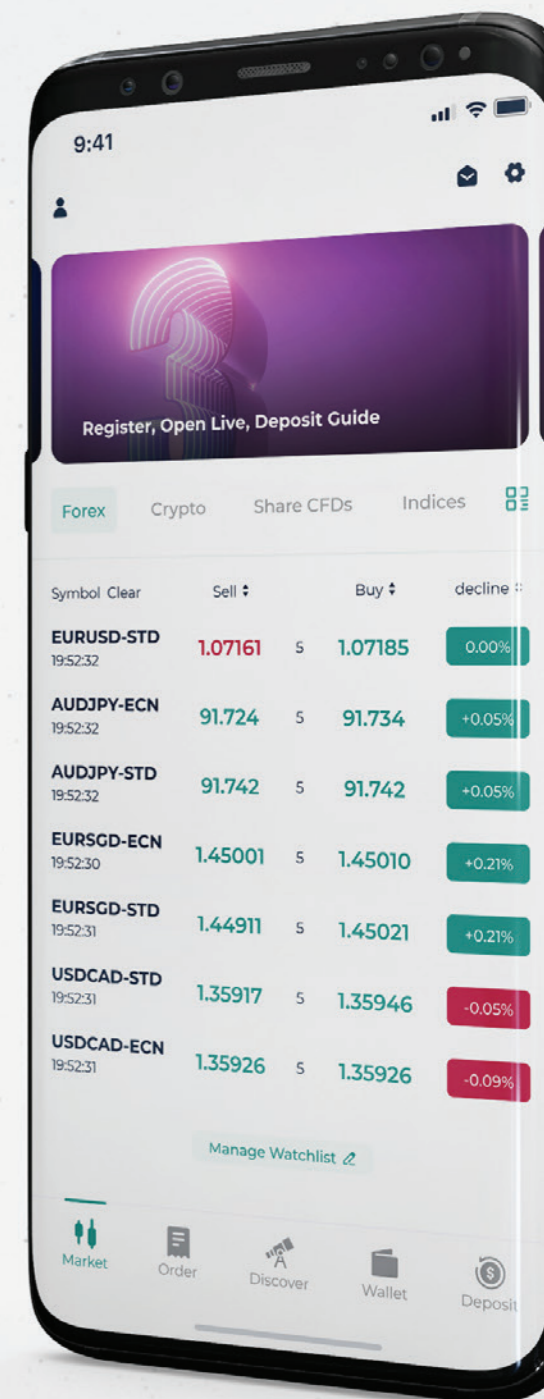 9:41
Register, Open Live, Deposit Guide
Forex Crypto Share CFDs Indices
Symbol Clear Sell Buy decline
EURUSD-STD 1.07161 5 1.07185 0.00%
19:52:32
AUDJPY-ECN 91.724 5 91.734 +0.05%
19:52:32
AUDJPY-STD 91.742 5 91.742 +0.05%
19:52:32
EURSGD-ECN 1.45001 5 1.45010 +0.21%
19:52:30
EURSGD-STD 1.44911 5 1.45021 +0.21%
19:52:31
USDCAD-STD 1.35917 5 1.35946 -0.05%
19:52:31
USDCAD-ECN 1.35926 5 1.35926 -0.09%
19:52:31
Manage Watchlist
Market Order Discover Wallet Deposit